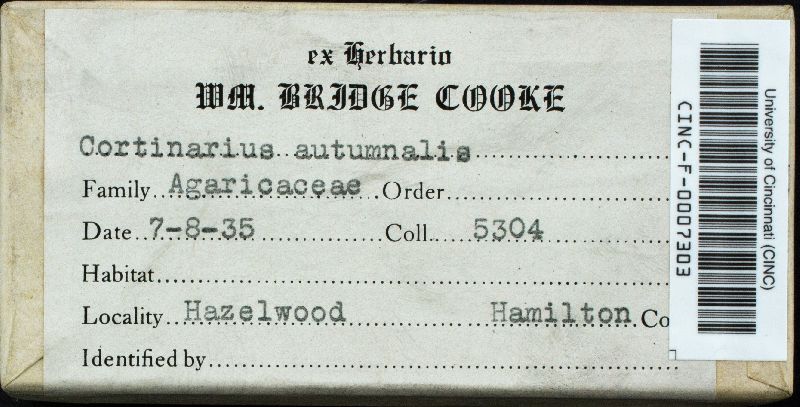 ex Herbario
WM. BRIDGE COOKE
Cortinarius autumnalis
Family Agaricaceae Order
Date 7-8-35 Coll. 5304
Habitat
Locality Hazelwood Hamilton Co
Identified by
University of Cincinnati (CINC)
CINC-F-0007303